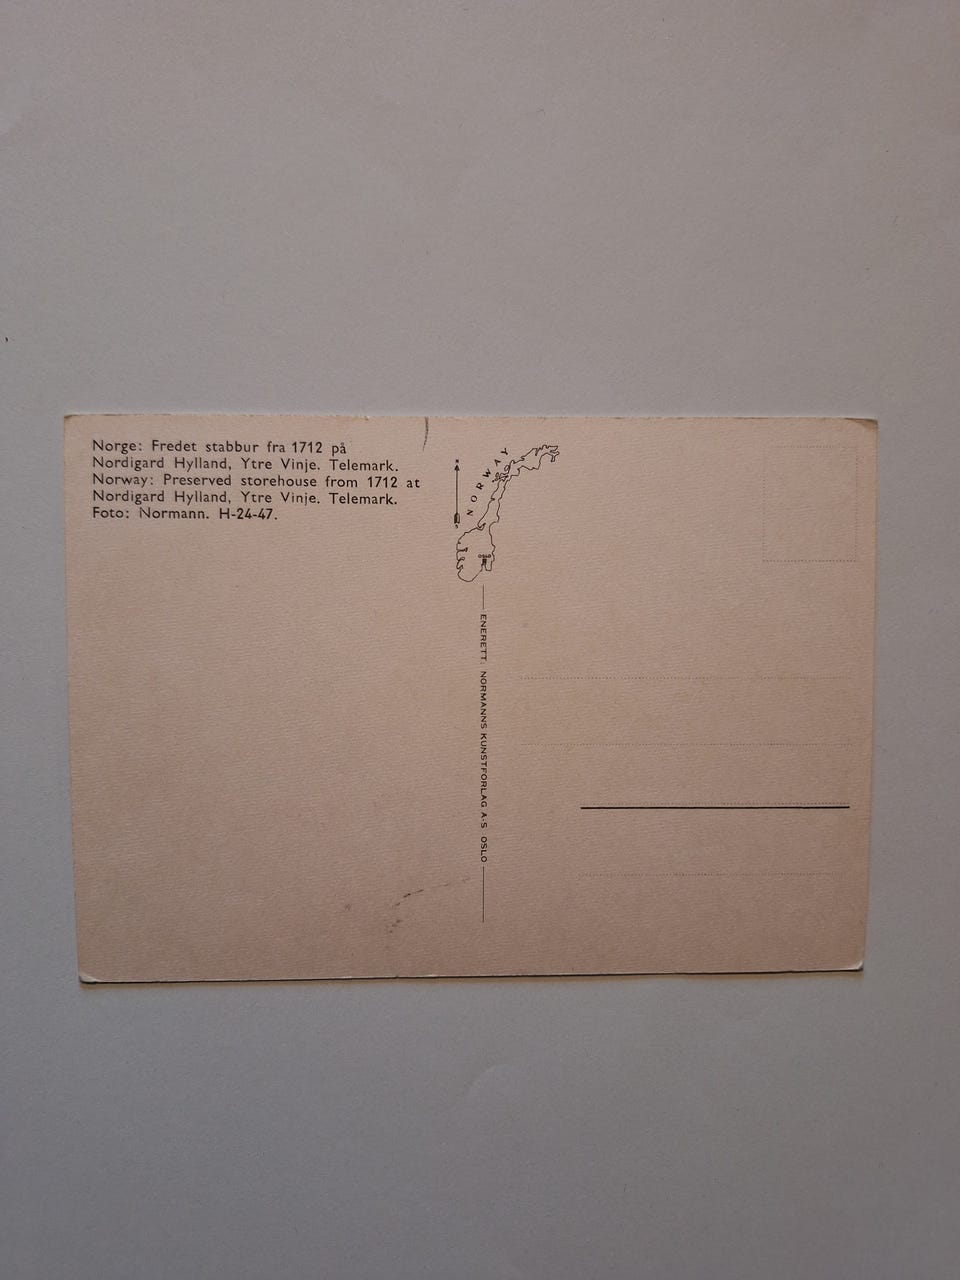 Norge: Fredet stabbur fra 1712 på
Nordigard Hylland, Ytre Vinje. Telemark.
Norway: Preserved storehouse from 1712 at
Nordigard Hylland, Ytre Vinje. Telemark.
Foto: Normann. H-24-47.
N
NORWAY
S
OSLO
ENERETT: NORMANNS KUNSTFORLAG A·S OSLO